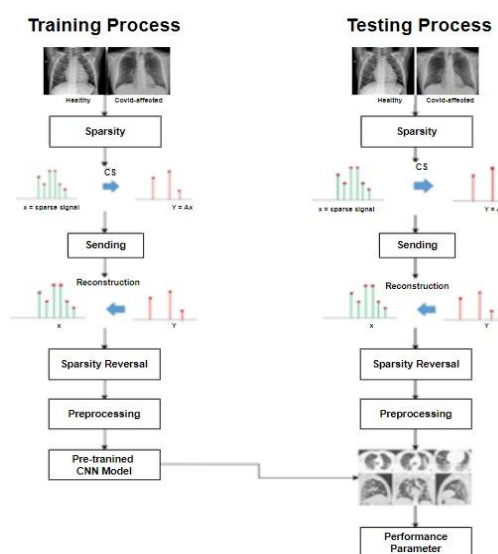 Training Process
Healthy
Covid-affected
Sparsity
CS
x = sparse signal
Y = Ax
Sending
Reconstruction
x
Y
Sparsity Reversal
Preprocessing
Pre-tranined
CNN Model
Testing Process
Healthy
Covid-affected
Sparsity
CS
x = sparse signal
Y =
Sending
Reconstruction
x
Y
Sparsity Reversal
Preprocessing
Performance
Parameter